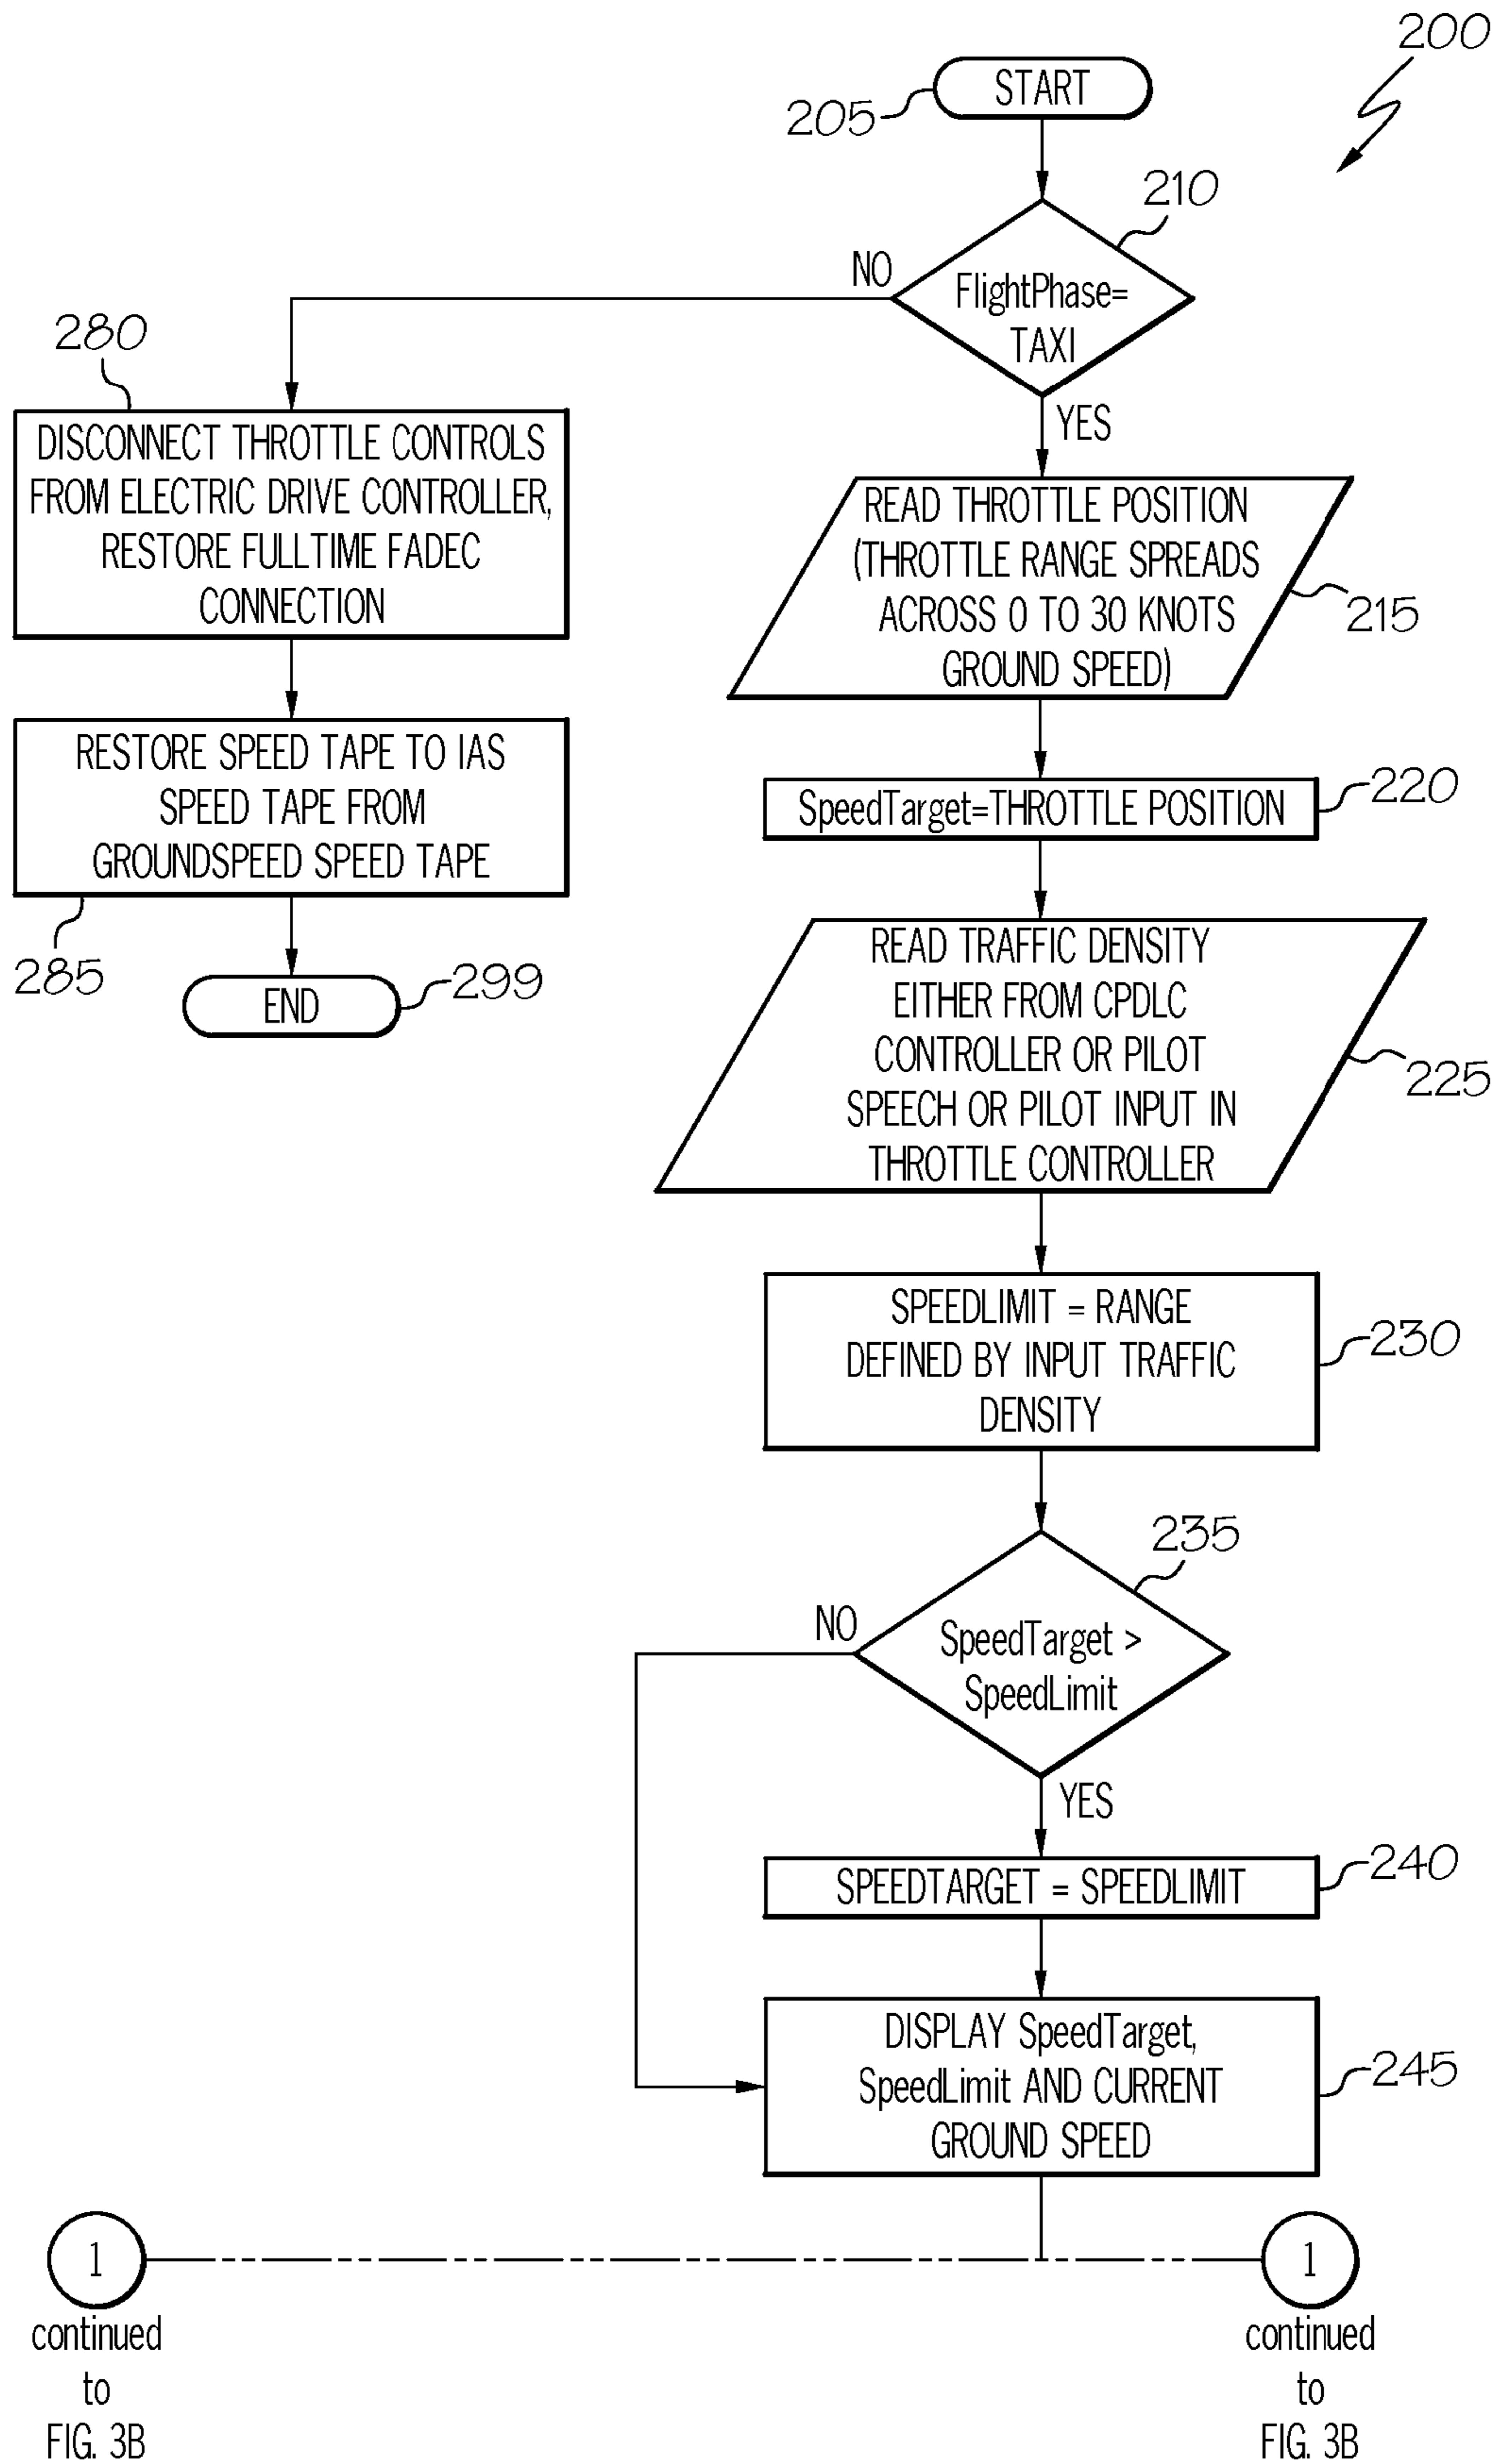 200
START
205
210
NO
FlightPhase=
TAXI
YES
280
DISCONNECT THROTTLE CONTROLS
FROM ELECTRIC DRIVE CONTROLLER,
RESTORE FULLTIME FADEC
CONNECTION
READ THROTTLE POSITION
(THROTTLE RANGE SPREADS
ACROSS 0 TO 30 KNOTS
GROUND SPEED)
215
RESTORE SPEED TAPE TO IAS
SPEED TAPE FROM
GROUNDSPEED SPEED TAPE
285
END
299
SpeedTarget=THROTTLE POSITION
220
READ TRAFFIC DENSITY
EITHER FROM CPDLC
CONTROLLER OR PILOT
SPEECH OR PILOT INPUT IN
THROTTLE CONTROLLER
225
SPEEDLIMIT = RANGE
DEFINED BY INPUT TRAFFIC
DENSITY
230
235
NO
SpeedTarget >
SpeedLimit
YES
SPEEDTARGET = SPEEDLIMIT
240
DISPLAY SpeedTarget,
SpeedLimit AND CURRENT
GROUND SPEED
245
1
continued
to
FIG. 3B
1
continued
to
FIG. 3B